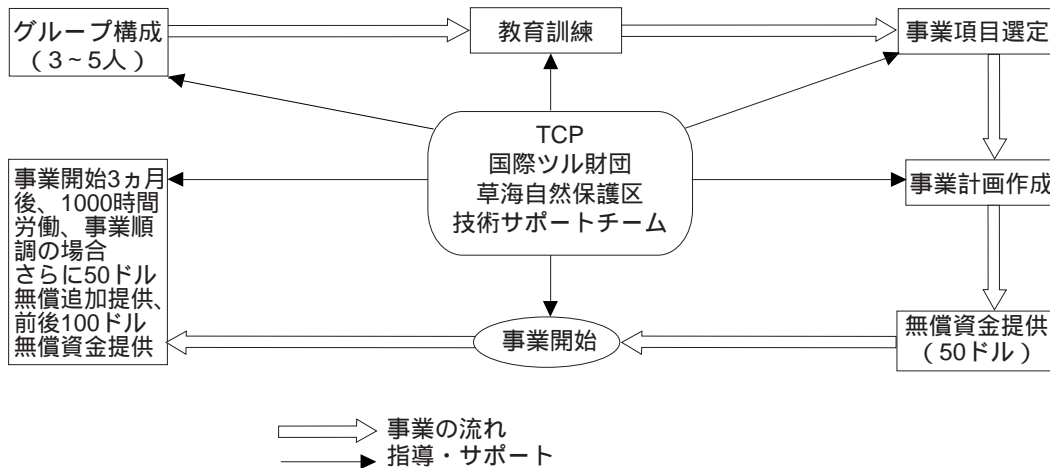 グループ構成
(3~5人)
教育訓練
事業項目選定
TCP
国際ツル財団
草海自然保護区
技術サポートチーム
事業開始3ヵ月
後、1000時間
労働、事業順
調の場合
さらに50ドル
無償追加提供、
前後100ドル
無償資金提供
事業計画作成
事業開始
無償資金提供
(50ドル)
事業の流れ
指導・サポート